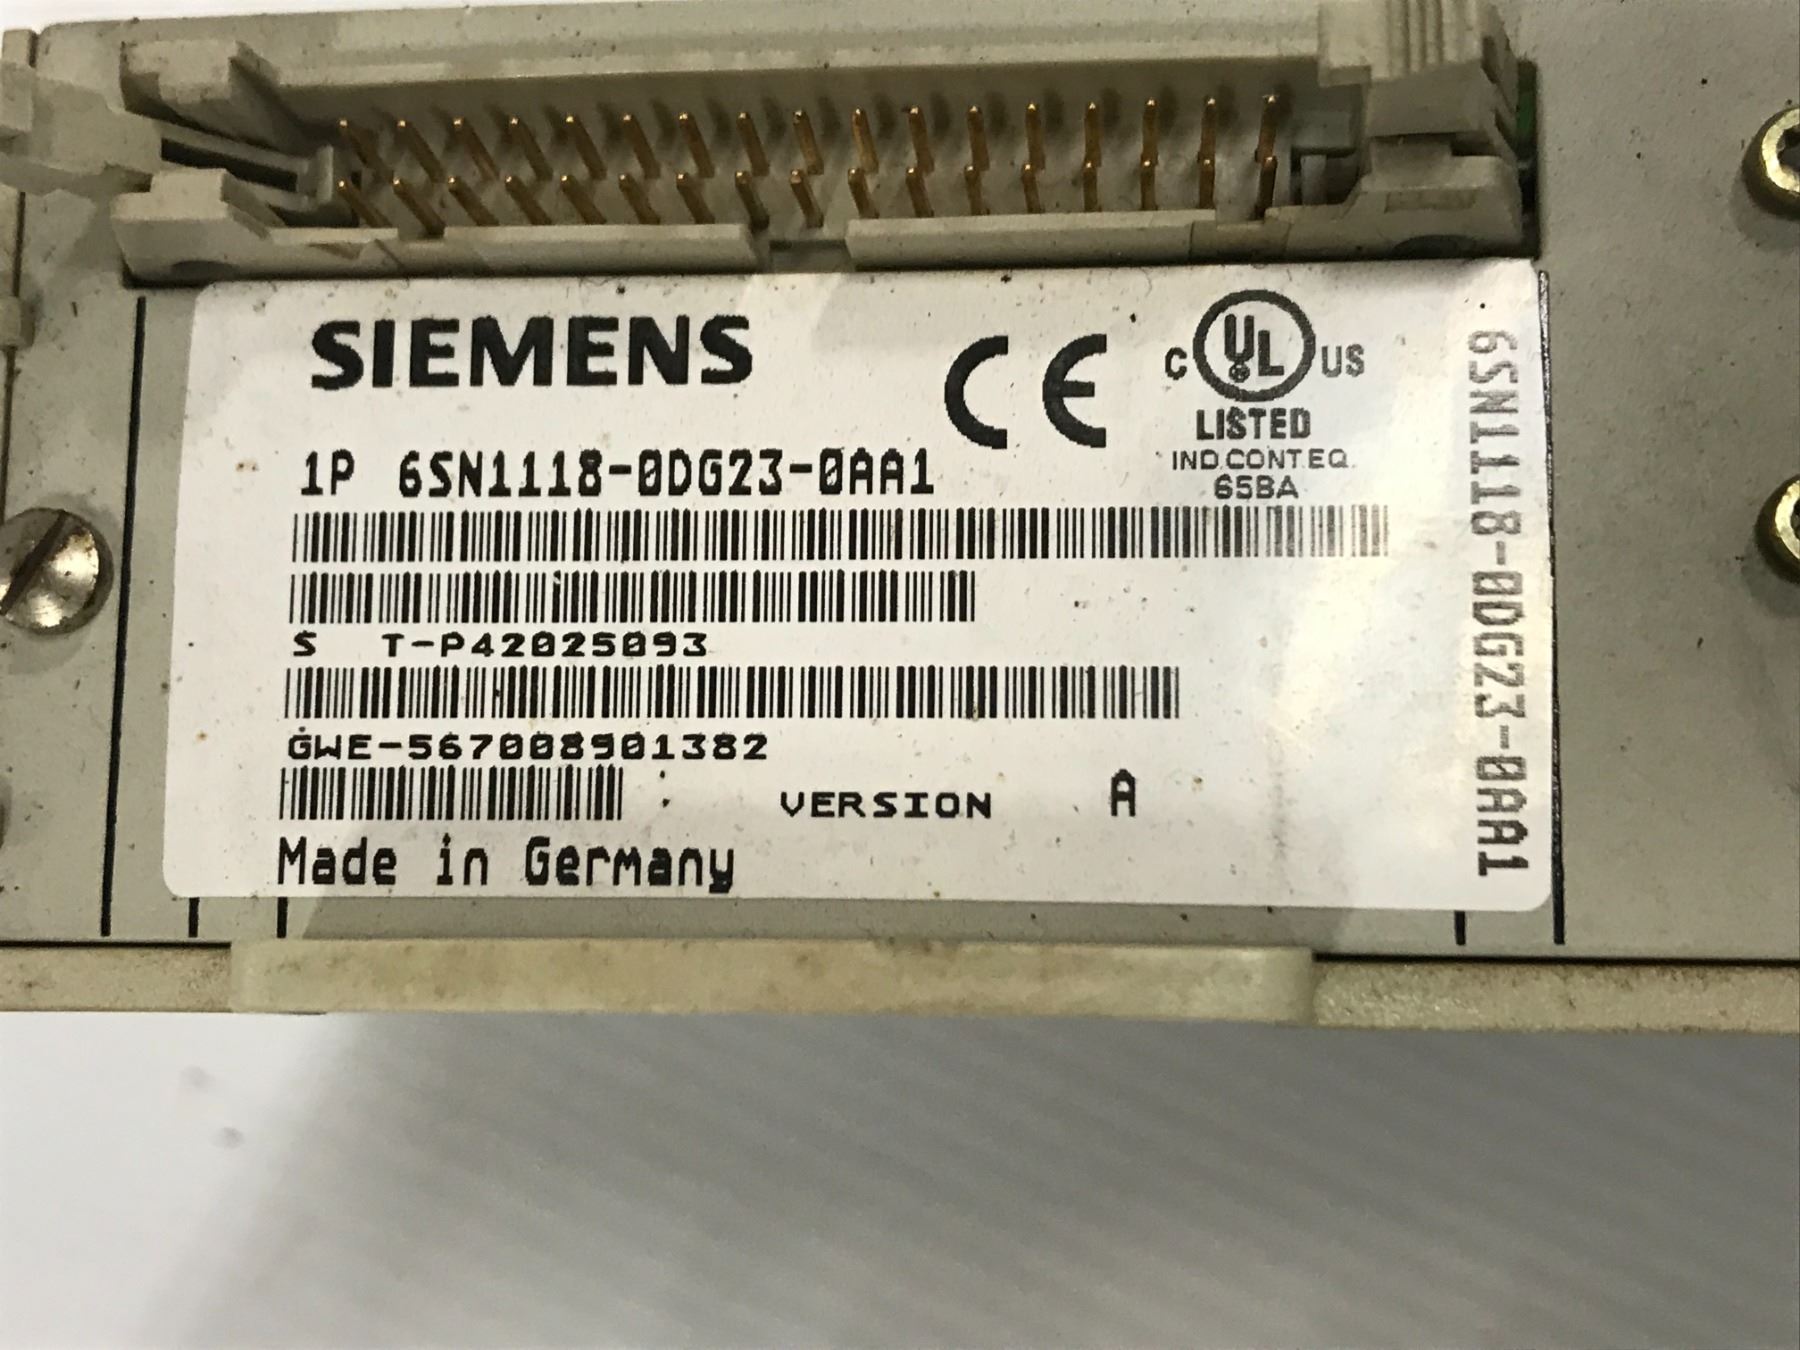 SIEMENS
CE
C UL US
LISTED
IND.CONT.EQ.
65BA
1P 6SN1118-0DG23-0AA1
S T-P42025093
GWE-567008901382
VERSION A
Made in Germany
6SN1118-0DG23-0AA1